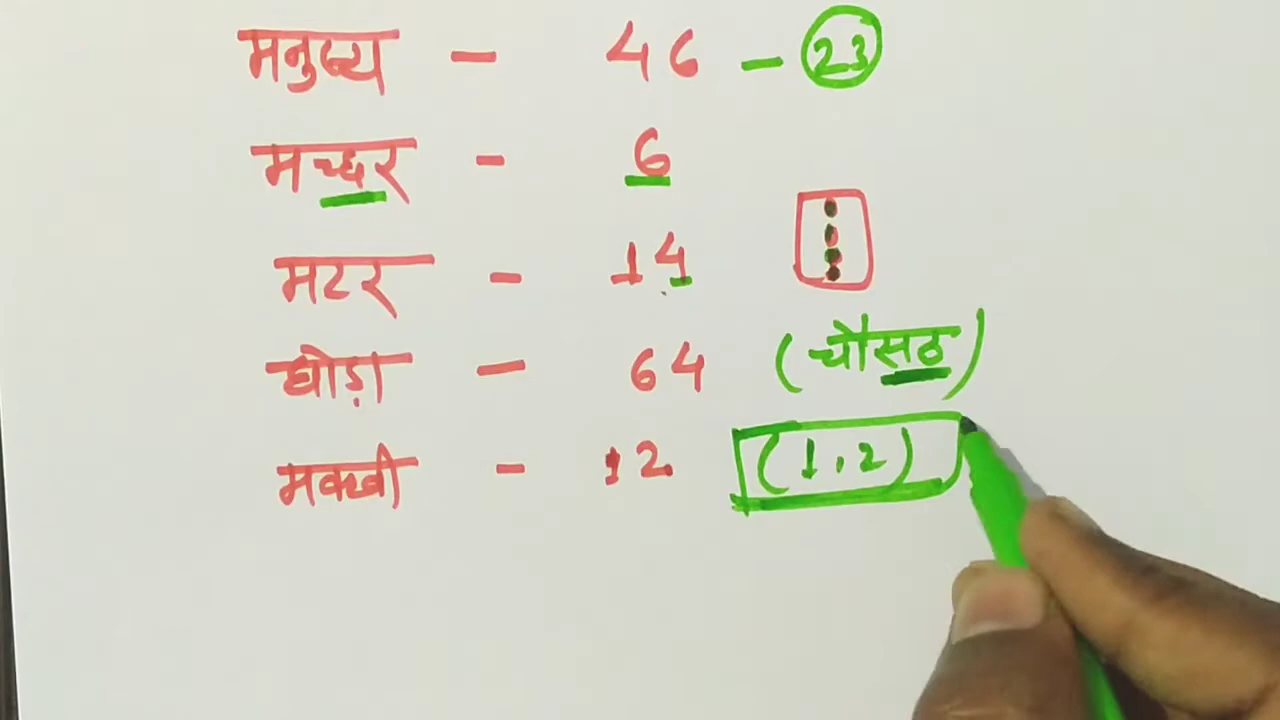 मनुष्य - 46 - 23
मच्छर - 6
मटर - 14
घोड़ा - 64 (चौसठ)
मक्खी - 12 (1,2)